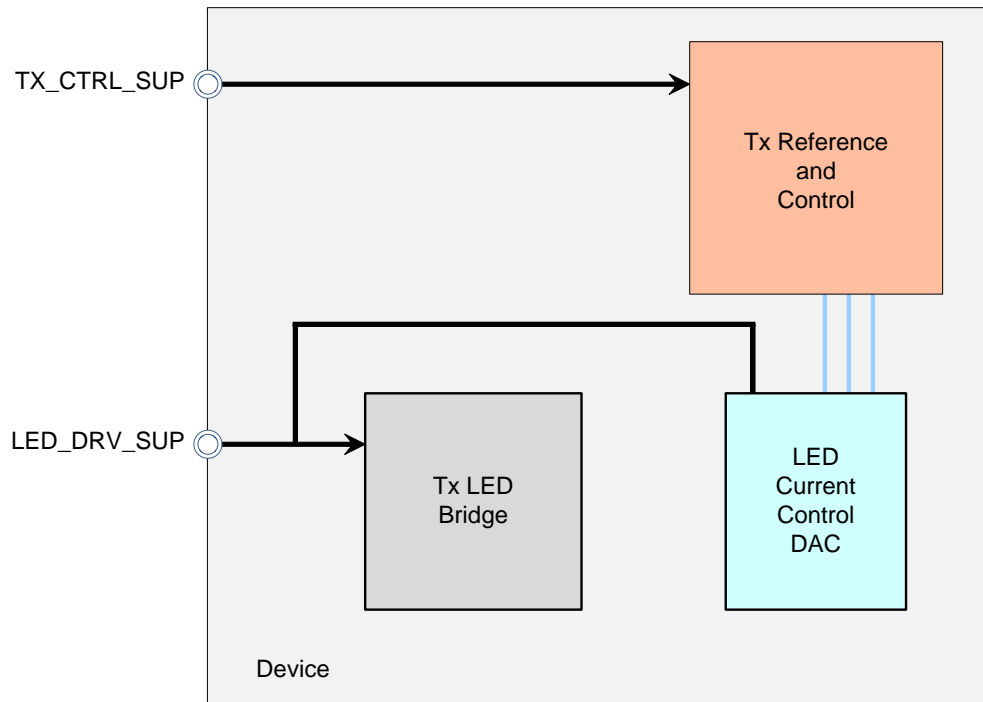 TX_CTRL_SUP
Tx Reference
and
Control
LED_DRV_SUP
Tx LED
Bridge
LED
Current
Control
DAC
Device